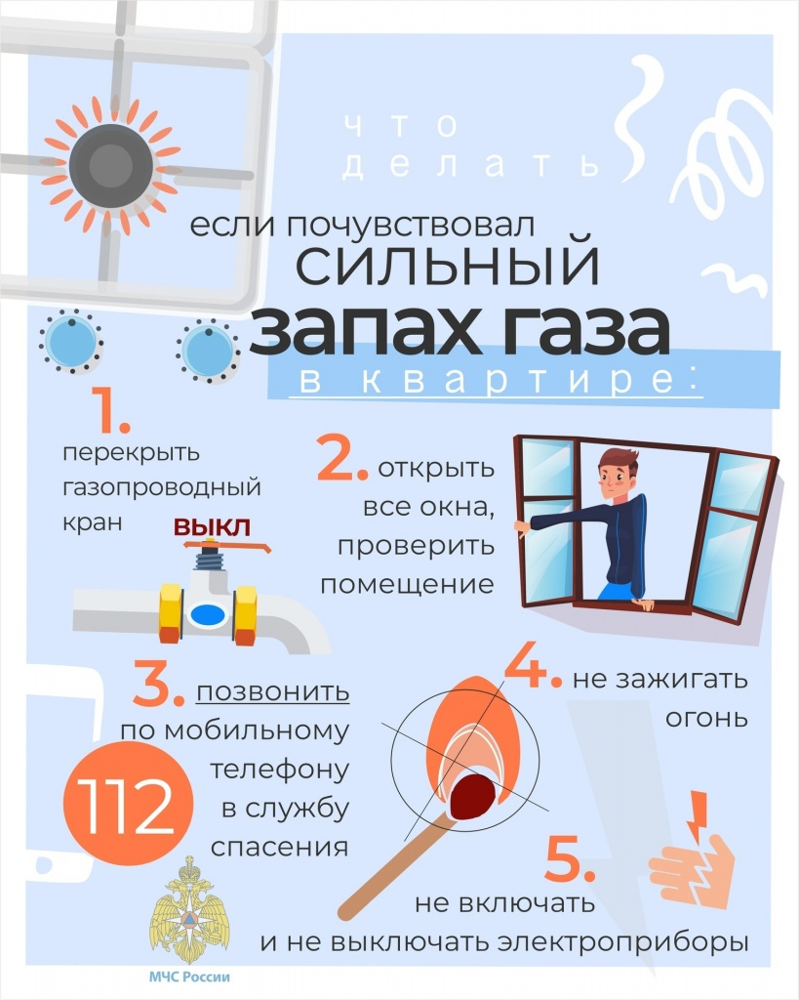 что
делать
если почувствовал
сильный
запах газа
в квартире:
1.
перекрыть
газопроводный
кран
ВЫКЛ
2. открыть
все окна,
проверить
помещение
3. позвонить
по мобильному
телефону
в службу
спасения
112
4. не зажигать
огонь
5.
не включать
и не выключать электроприборы
МЧС России